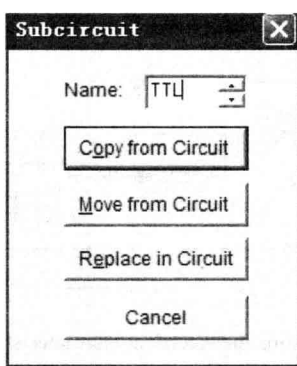 Subcircuit
Name: TTL
Copy from Circuit
Move from Circuit
Replace in Circuit
Cancel